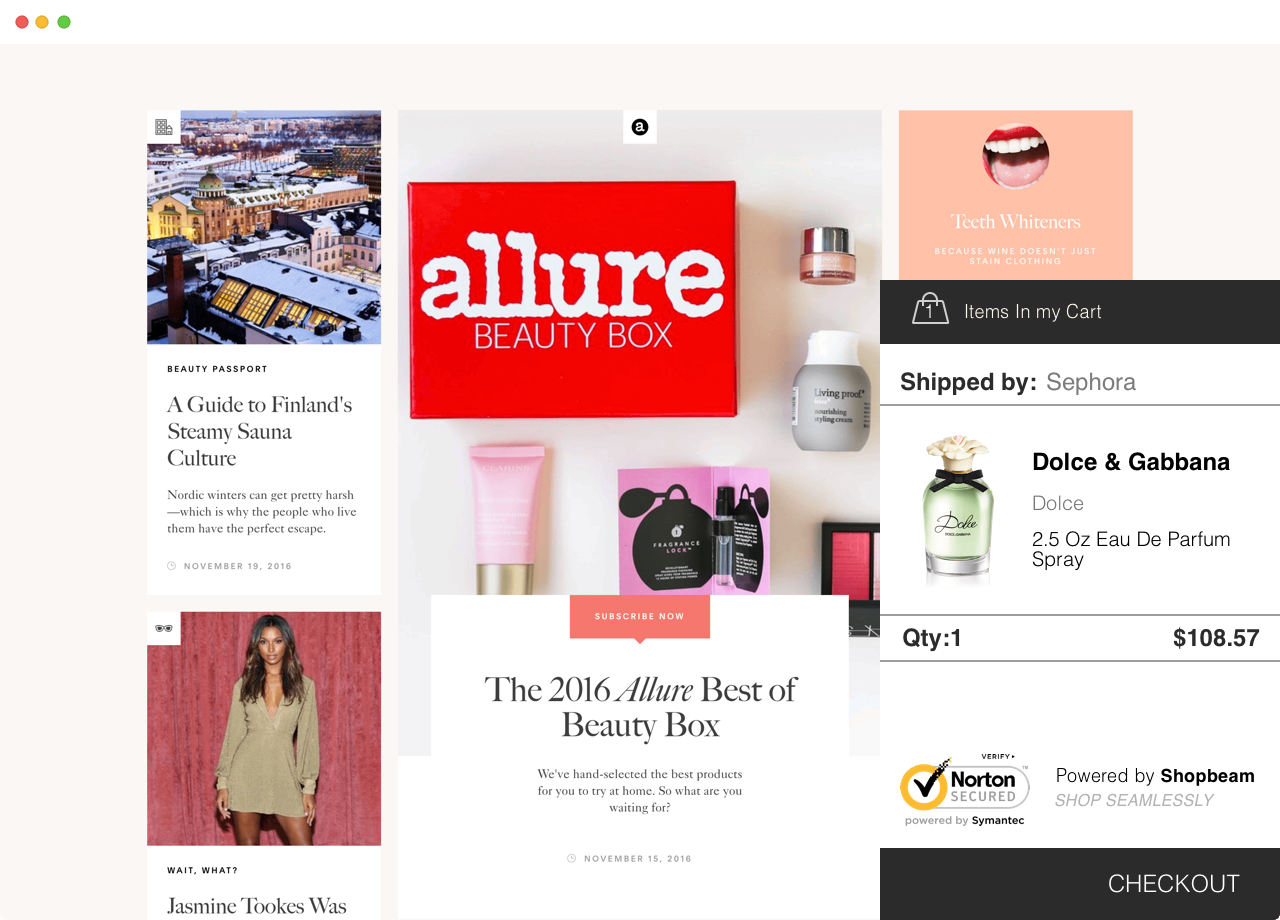 BEAUTY PASSPORT
A Guide to Finland's
Steamy Sauna
Culture
Nordic winters can get pretty harsh
—which is why the people who live
them have the perfect escape.
NOVEMBER 19, 2016
WAIT, WHAT?
Jasmine Tookes Was
a
allure
BEAUTY BOX
Living proof.
nourishing
styling cream
CLARINS
FRAGRANCE
LOCK
SUBSCRIBE NOW
The 2016 Allure Best of
Beauty Box
We've hand-selected the best products
for you to try at home. So what are you
waiting for?
NOVEMBER 15, 2016
Teeth Whiteners
BECAUSE WINE DOESN'T JUST
STAIN CLOTHING
1
Items In my Cart
Shipped by: Sephora
Dolce
DOLCE&GABBANA
Dolce & Gabbana
Dolce
2.5 Oz Eau De Parfum
Spray
Qty:1
$108.57
VERIFY
Norton
TM
SECURED
powered by Symantec
Powered by Shopbeam
SHOP SEAMLESSLY
CHECKOUT